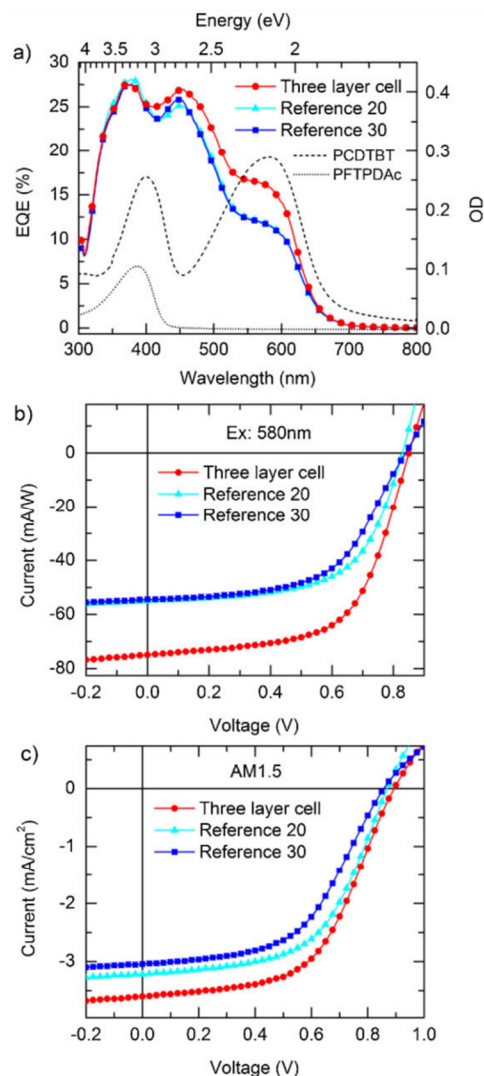 Energy (eV)
4 3.5 3 2.5 2
a)
30
25
20
15
10
5
0
EQE (%)
Three layer cell
Reference 20
Reference 30
PCDTBT
PFTPDAc
0.4
0.3
0.2
0.1
0.0
OD
300 400 500 600 700 800
Wavelength (nm)
b)
Ex: 580nm
0
-20
-40
-60
-80
Current (mA/W)
Three layer cell
Reference 20
Reference 30
-0.2 0.0 0.2 0.4 0.6 0.8
Voltage (V)
c)
AM1.5
0
-1
-2
-3
Current (mA/cm²)
Three layer cell
Reference 20
Reference 30
-0.2 0.0 0.2 0.4 0.6 0.8 1.0
Voltage (V)